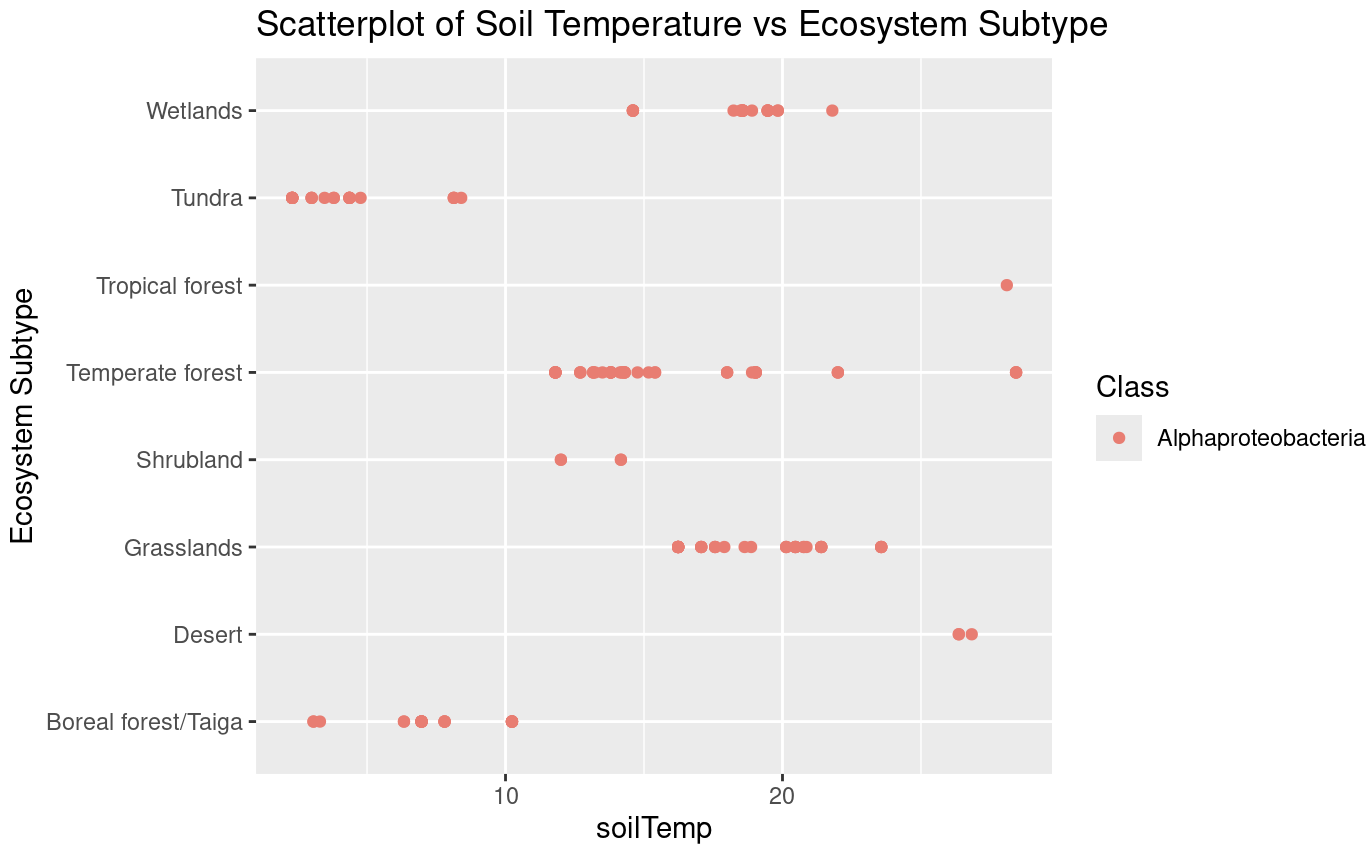 Scatterplot of Soil Temperature vs Ecosystem Subtype
Ecosystem Subtype
Wetlands
Tundra
Tropical forest
Temperate forest
Shrubland
Grasslands
Desert
Boreal forest/Taiga
10
20
soilTemp
Class
Alphaproteobacteria